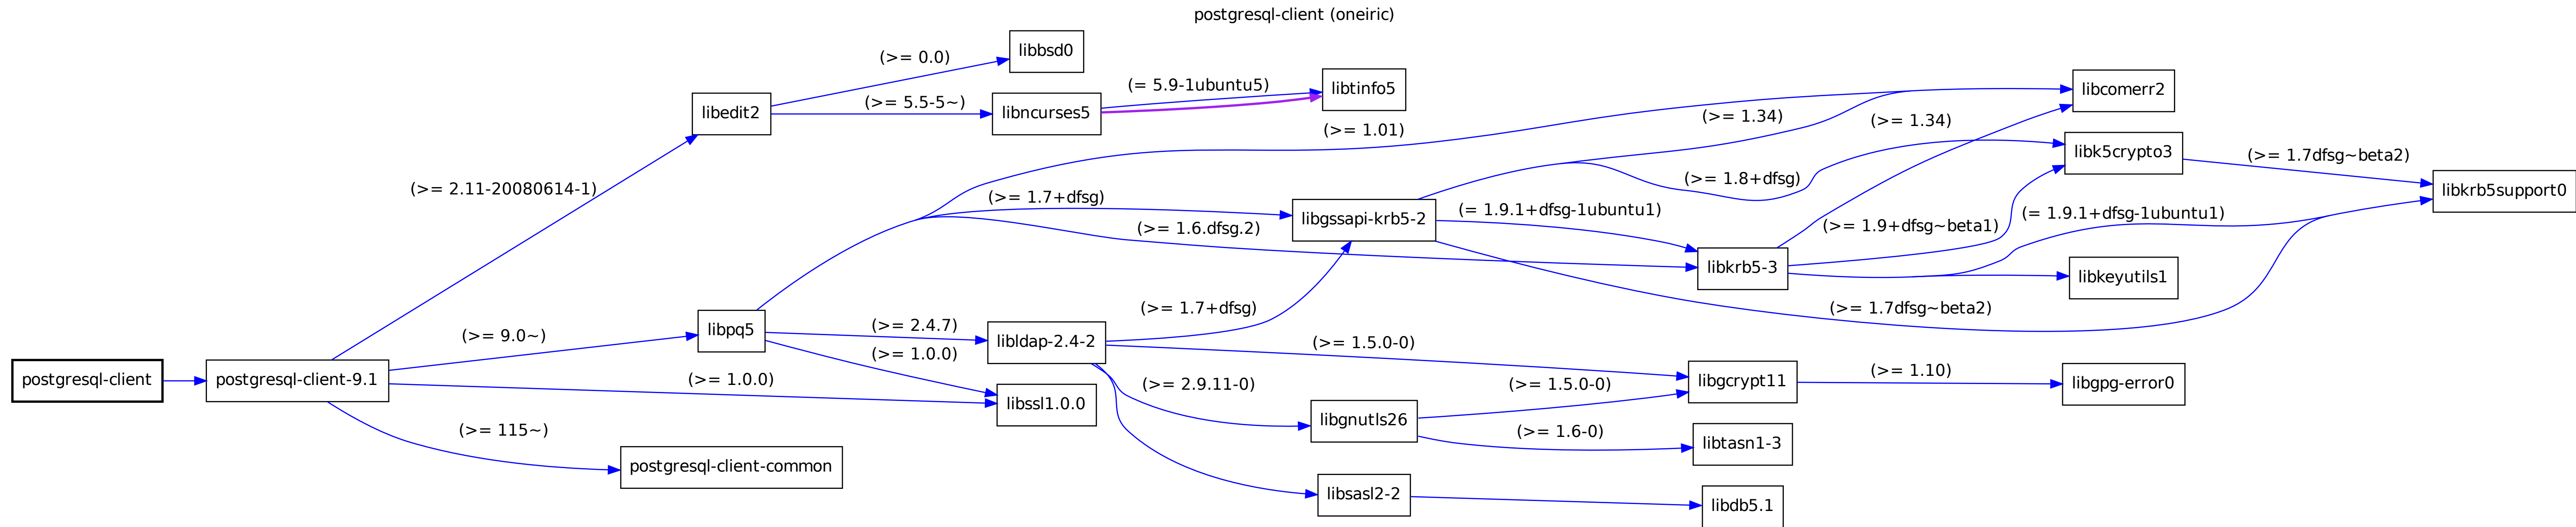 postgresql-client (oneiric)
libbsd0
(>= 0.0)
libtinfo5
(= 5.9-1ubuntu5)
libcomerr2
(>= 5.5-5~)
libedit2
libncurses5
(>= 1.34)
(>= 1.34)
(>= 1.01)
libk5crypto3
(>= 1.7dfsg~beta2)
(>= 1.8+dfsg)
(>= 2.11-20080614-1)
libkrb5support0
(>= 1.7+dfsg)
(= 1.9.1+dfsg-1ubuntu1)
(= 1.9.1+dfsg-1ubuntu1)
libgssapi-krb5-2
(>= 1.6.dfsg.2)
(>= 1.9+dfsg~beta1)
libkrb5-3
libkeyutils1
(>= 1.7+dfsg)
(>= 1.7dfsg~beta2)
(>= 2.4.7)
libpq5
(>= 9.0~)
libldap-2.4-2
(>= 1.5.0-0)
(>= 1.0.0)
(>= 1.10)
postgresql-client
postgresql-client-9.1
(>= 1.0.0)
(>= 2.9.11-0)
(>= 1.5.0-0)
libgcrypt11
libgpg-error0
libssl1.0.0
libgnutls26
(>= 115~)
(>= 1.6-0)
libtasn1-3
postgresql-client-common
libsasl2-2
libdb5.1